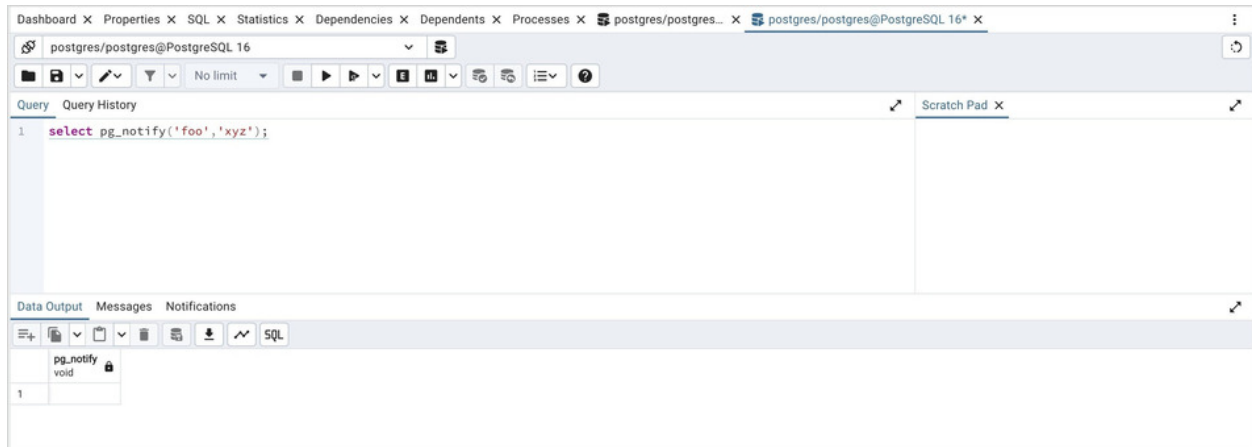 Dashboard Properties SQL Statistics Dependencies Dependents Processes postgres/postgres... postgres/postgres@PostgreSQL 16*
postgres/postgres@PostgreSQL 16
No limit E
Query Query History Scratch Pad
1 select pg_notify('foo','xyz');
Data Output Messages Notifications
SQL
pg_notify
void
1